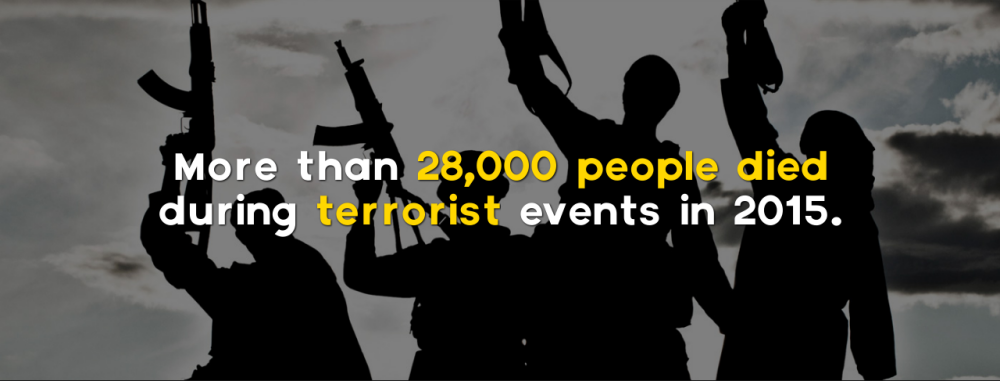 More than 28,000 people died
during terrorist events in 2015.